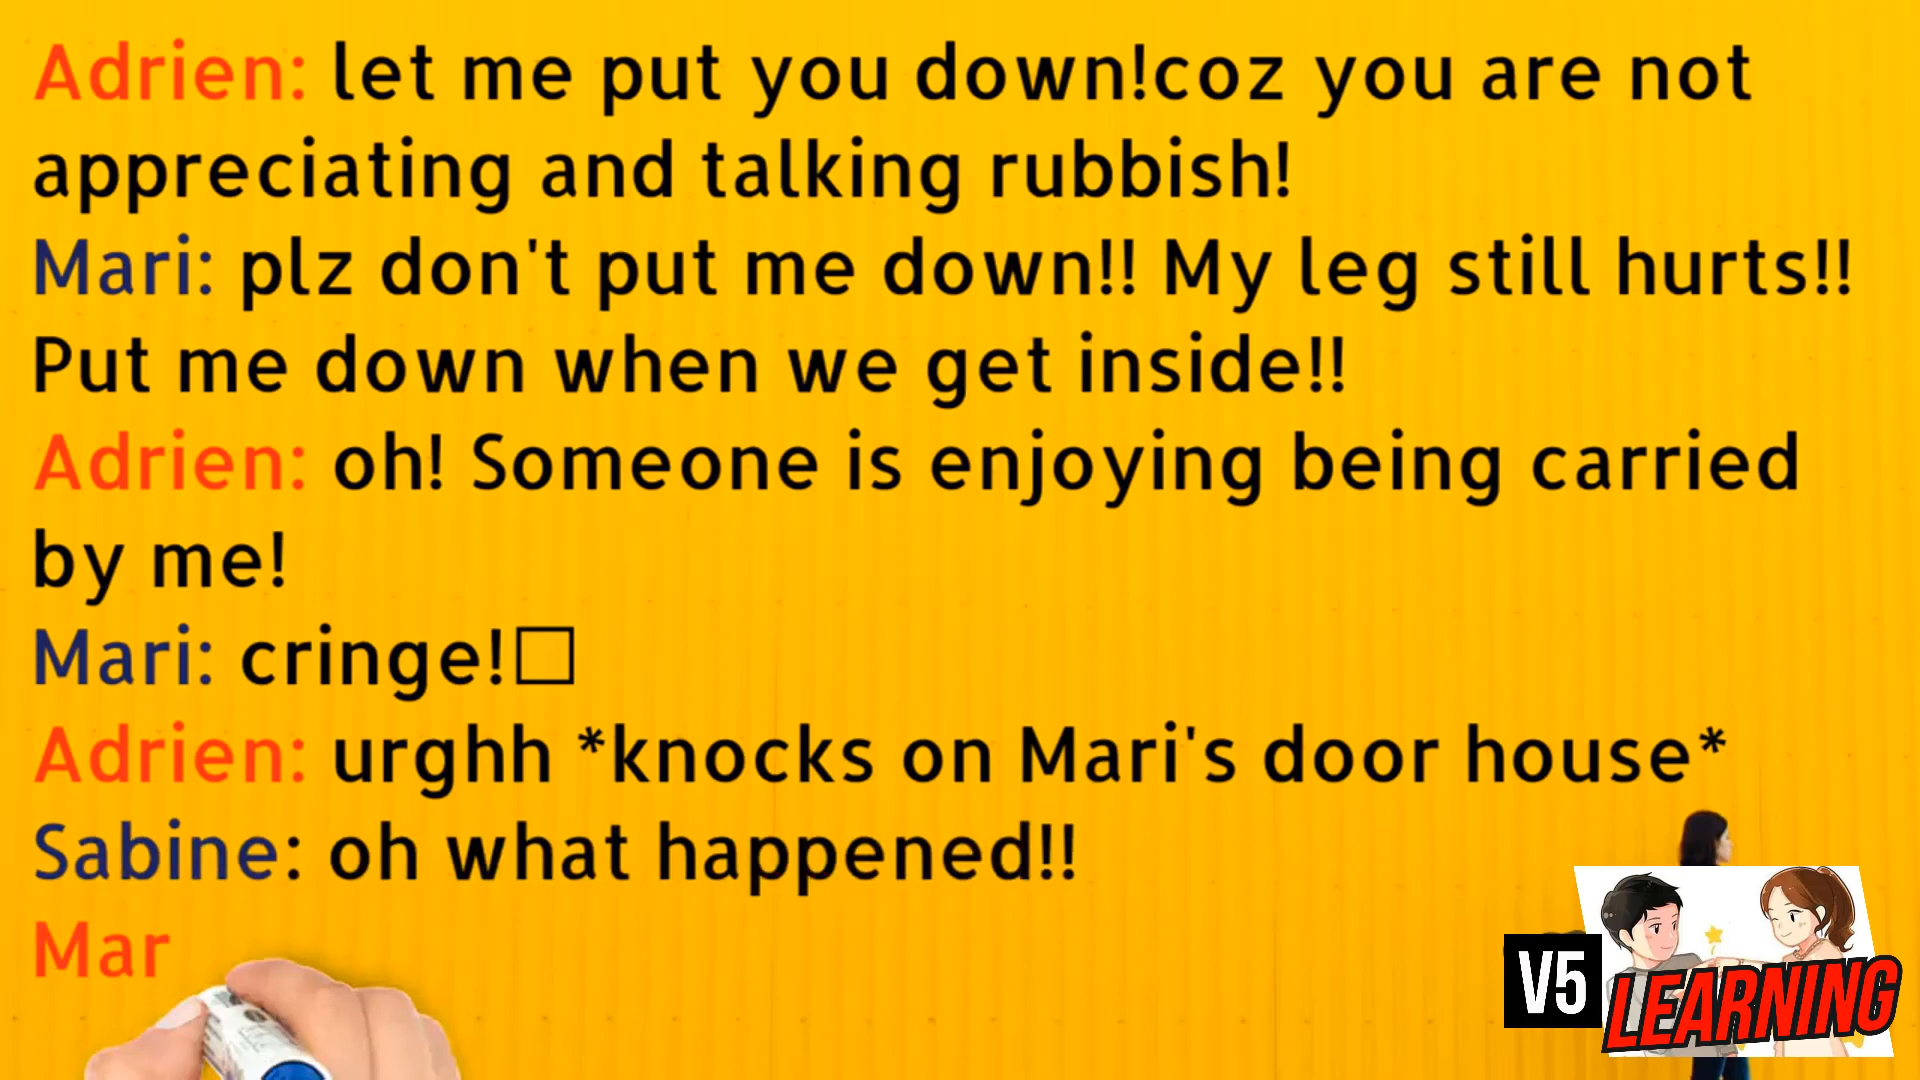 Adrien: let me put you down!coz you are not
appreciating and talking rubbish!
Mari: plz don't put me down!! My leg still hurts!!
Put me down when we get inside!!
Adrien: oh! Someone is enjoying being carried
by me!
Mari: cringe!□
Adrien: urghh *knocks on Mari's door house*
Sabine: oh what happened!!
Mar
V5
LEARNING